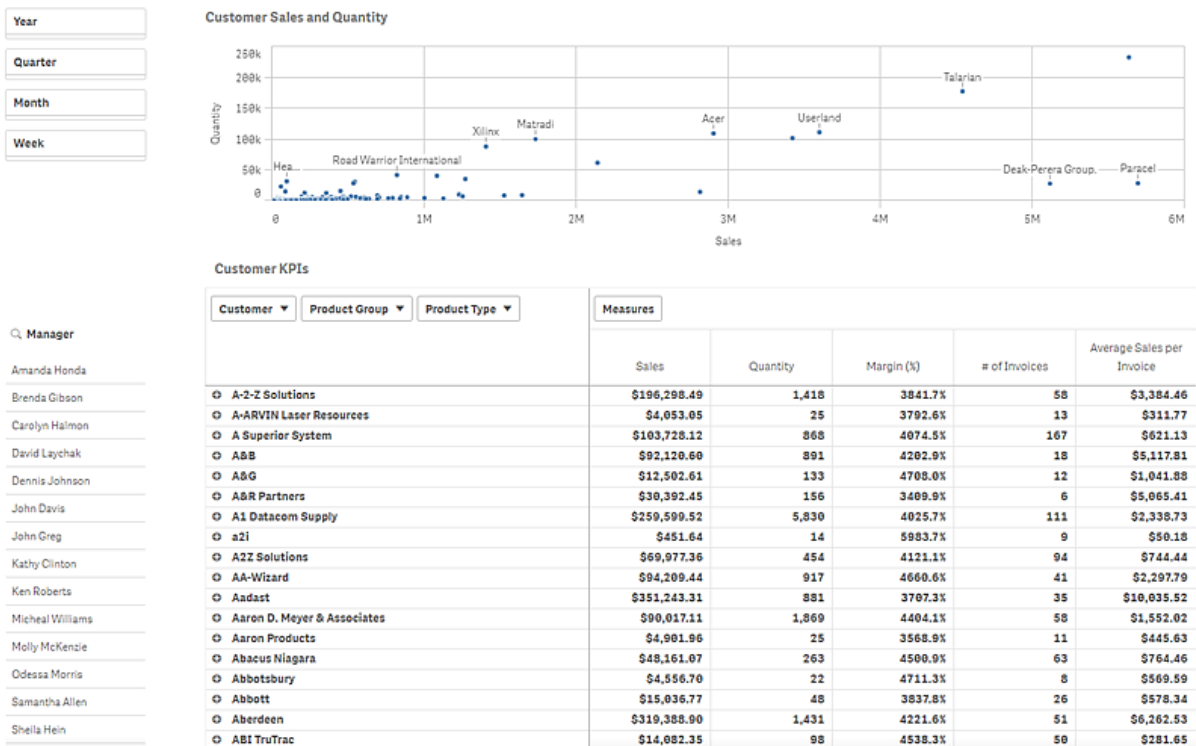 Year
Quarter
Month
Week
Customer Sales and Quantity
Quantity
250k
200k
150k
100k
50k
0
Talarian
Acer
Userland
Xilinx
Matradi
Hea...
Road Warrior International
Deak-Perera Group.
Paracel
0 1M 2M 3M 4M 5M 6M
Sales
Manager
Amanda Honda
Brenda Gibson
Carolyn Halmon
David Laychak
Dennis Johnson
John Davis
John Greg
Kathy Clinton
Ken Roberts
Micheal Williams
Molly McKenzie
Odessa Morris
Samantha Allen
Sheila Hein
Customer KPIs
Customer Product Group Product Type Measures
Sales Quantity Margin (%) # of Invoices Average Sales per Invoice
A-2-Z Solutions $196,298.49 1,418 3841.7% 58 $3,384.46
A-ARVIN Laser Resources $4,053.05 25 3792.6% 13 $311.77
A Superior System $103,728.12 868 4074.5% 167 $621.13
A&B $92,120.60 891 4202.9% 18 $5,117.81
A&G $12,502.61 133 4708.0% 12 $1,041.88
A&R Partners $30,392.45 156 3409.9% 6 $5,065.41
A1 Datacom Supply $259,599.52 5,830 4025.7% 111 $2,338.73
a2i $451.64 14 5983.7% 9 $50.18
A2Z Solutions $69,977.36 454 4121.1% 94 $744.44
AA-Wizard $94,209.44 917 4660.6% 41 $2,297.79
Aadast $351,243.31 881 3707.3% 35 $10,035.52
Aaron D. Meyer & Associates $90,017.11 1,869 4404.1% 58 $1,552.02
Aaron Products $4,901.96 25 3568.9% 11 $445.63
Abacus Niagara $48,161.07 263 4500.9% 63 $764.46
Abbotsbury $4,556.70 22 4711.3% 8 $569.59
Abbott $15,036.77 48 3837.8% 26 $578.34
Aberdeen $319,388.90 1,431 4221.6% 51 $6,262.53
ABI TruTrac $14,082.35 98 4538.3% 50 $281.65